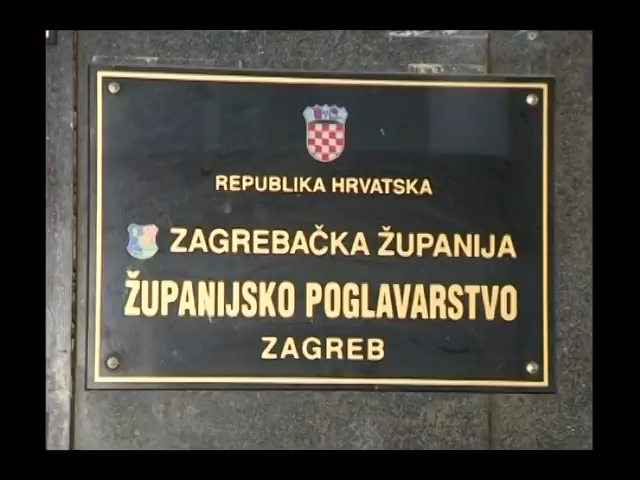 REPUBLIKA HRVATSKA
ZAGREBAČKA ŽUPANIJA
ŽUPANIJSKO POGLAVARSTVO
ZAGREB